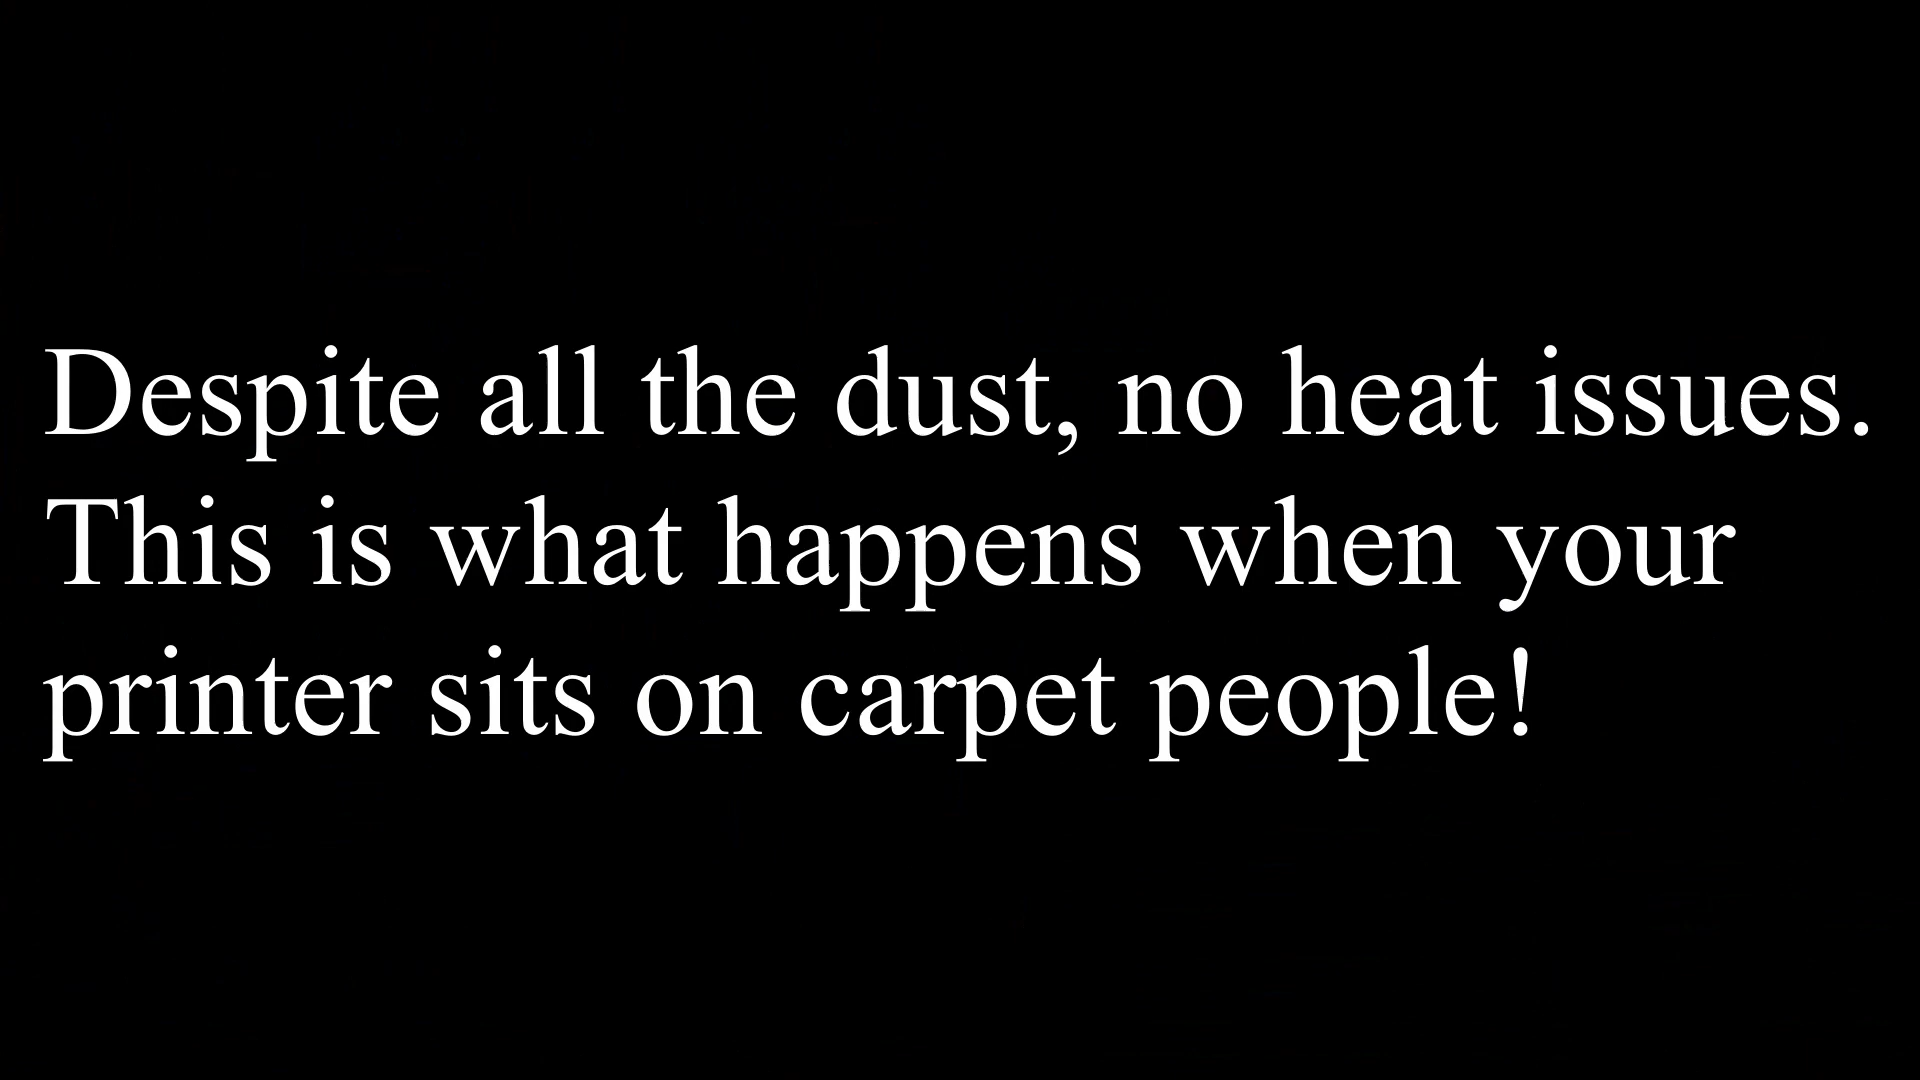 Despite all the dust, no heat issues.
This is what happens when your
printer sits on carpet people!